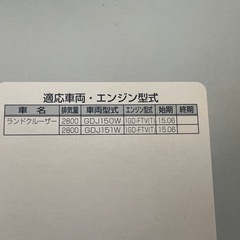 適応車両・エンジン型式
車名 排気量 車両型式 エンジン型式 始期 終期
ランドクルーザー 2800 GDJ150W 1GD-FTV(T) 15.06
2800 GDJ151W 1GD-FTV(T) 15.06